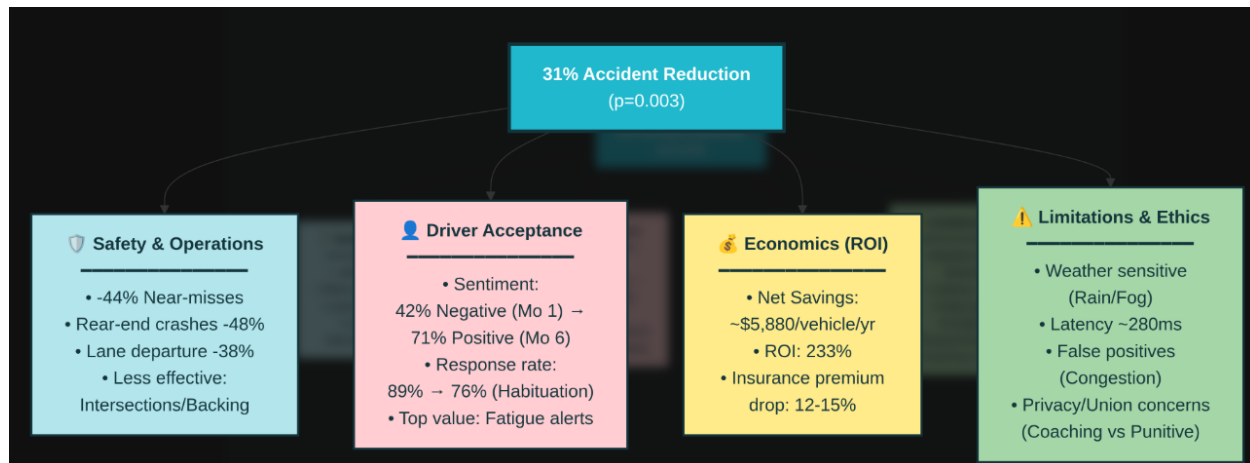 31% Accident Reduction
(p=0.003)
🛡️ Safety & Operations
• -44% Near-misses
• Rear-end crashes -48%
• Lane departure -38%
• Less effective:
Intersections/Backing
👤 Driver Acceptance
• Sentiment:
42% Negative (Mo 1) →
71% Positive (Mo 6)
• Response rate:
89% → 76% (Habituation)
• Top value: Fatigue alerts
💰 Economics (ROI)
• Net Savings:
~$5,880/vehicle/yr
• ROI: 233%
• Insurance premium
drop: 12-15%
⚠️ Limitations & Ethics
• Weather sensitive
(Rain/Fog)
• Latency ~280ms
• False positives
(Congestion)
• Privacy/Union concerns
(Coaching vs Punitive)